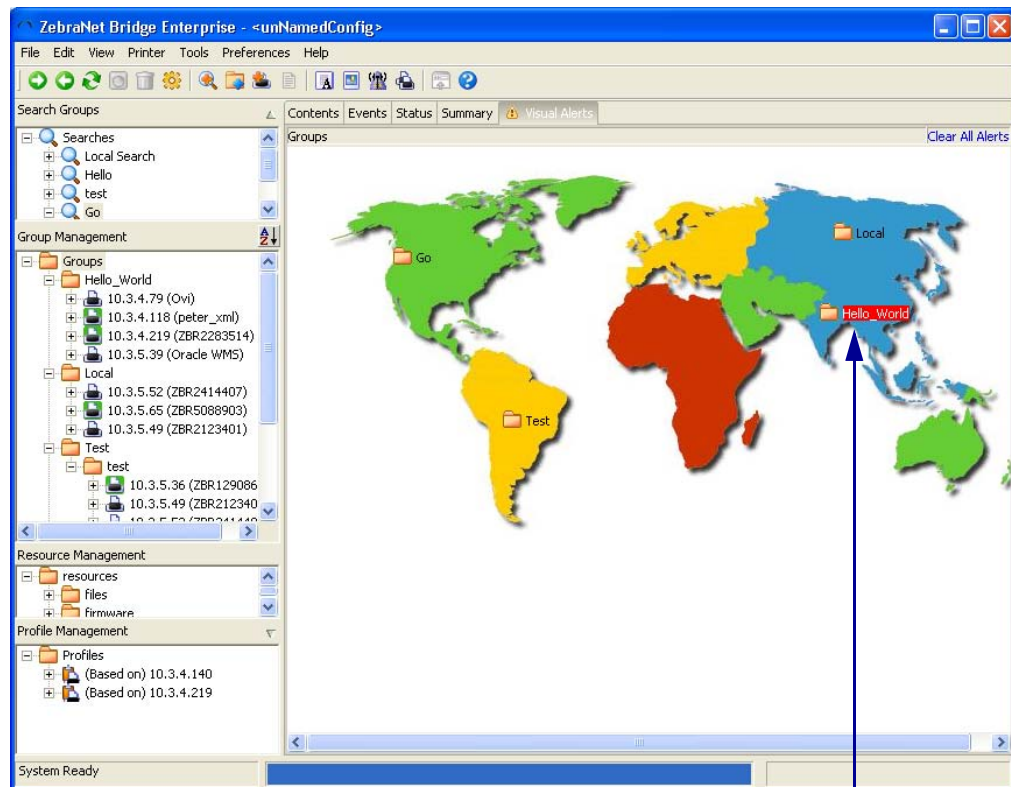 ZebraNet Bridge Enterprise - <unNamedConfig>
File Edit View Printer Tools Preferences Help
Search Groups
Searches
Local Search
Hello
test
Go
Group Management
Groups
Hello_World
10.3.4.79 (Ovi)
10.3.4.118 (peter_xml)
10.3.4.219 (ZBR2283514)
10.3.5.39 (Oracle WMS)
Local
10.3.5.52 (ZBR2414407)
10.3.5.65 (ZBR5088903)
10.3.5.49 (ZBR2123401)
Test
test
10.3.5.36 (ZBR129086
10.3.5.49 (ZBR212340
Resource Management
resources
files
firmware
Profile Management
Profiles
(Based on) 10.3.4.140
(Based on) 10.3.4.219
Contents Events Status Summary Visual Alerts
Groups Clear All Alerts
Local
Go
Hello_World
Test
System Ready